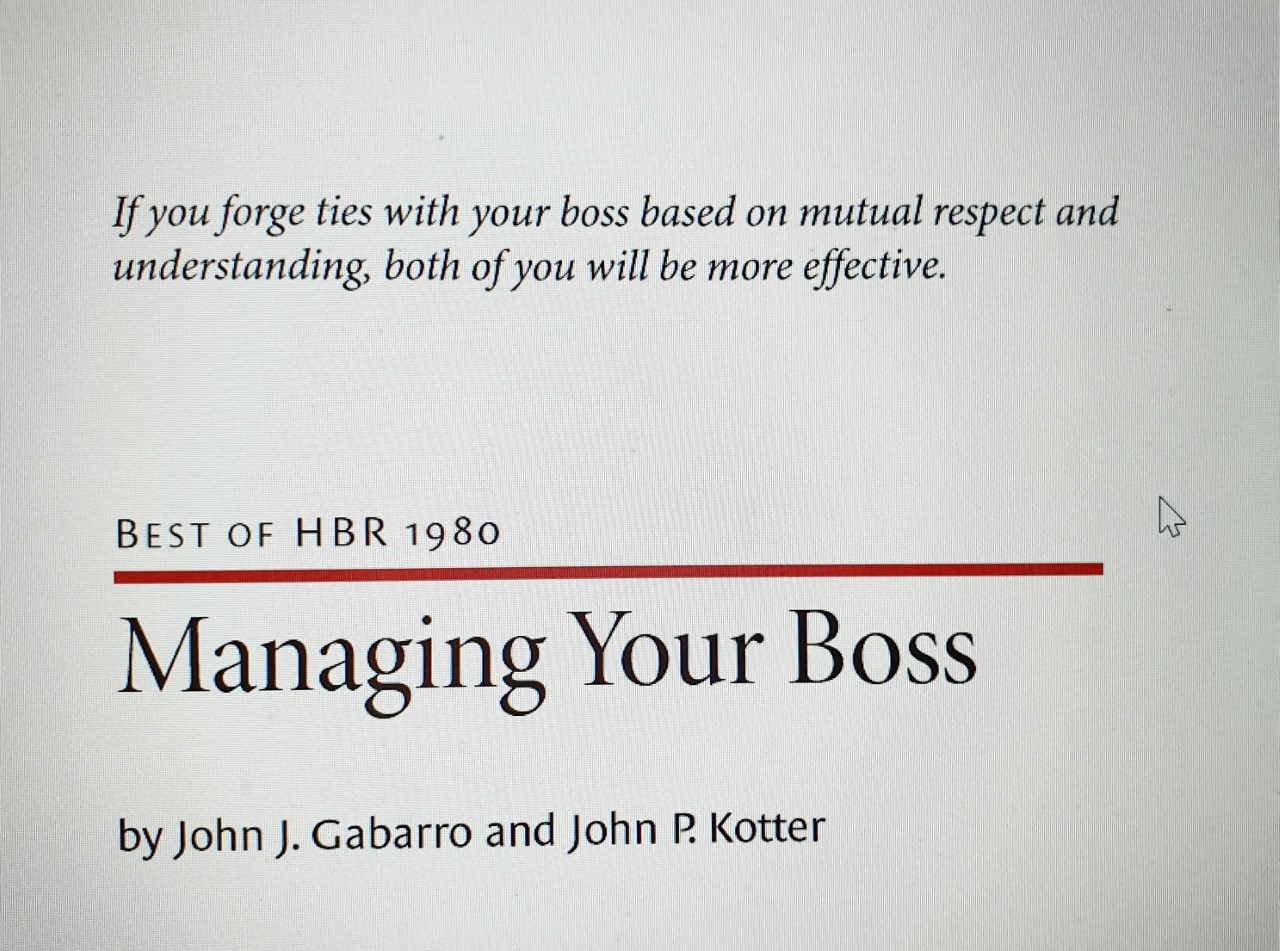 If you forge ties with your boss based on mutual respect and
understanding, both of you will be more effective.
BEST OF HBR 1980
Managing Your Boss
by John J. Gabarro and John P. Kotter